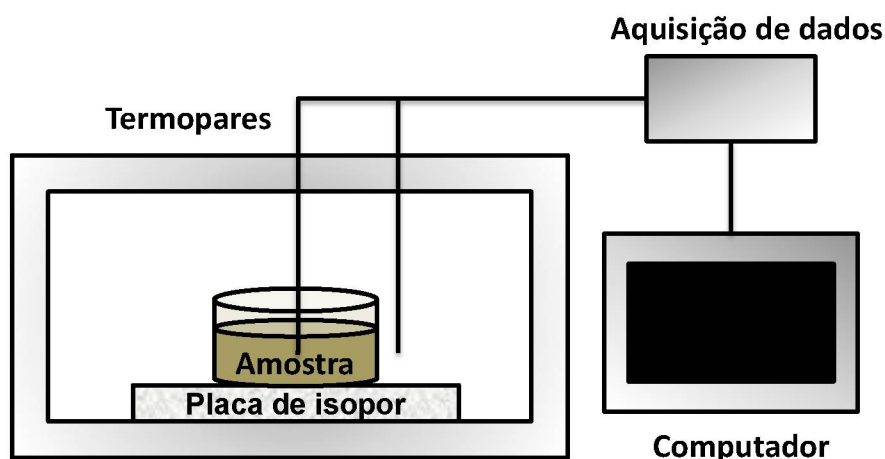 Aquisição de dados
Termopares
Amostra
Placa de isopor
Computador